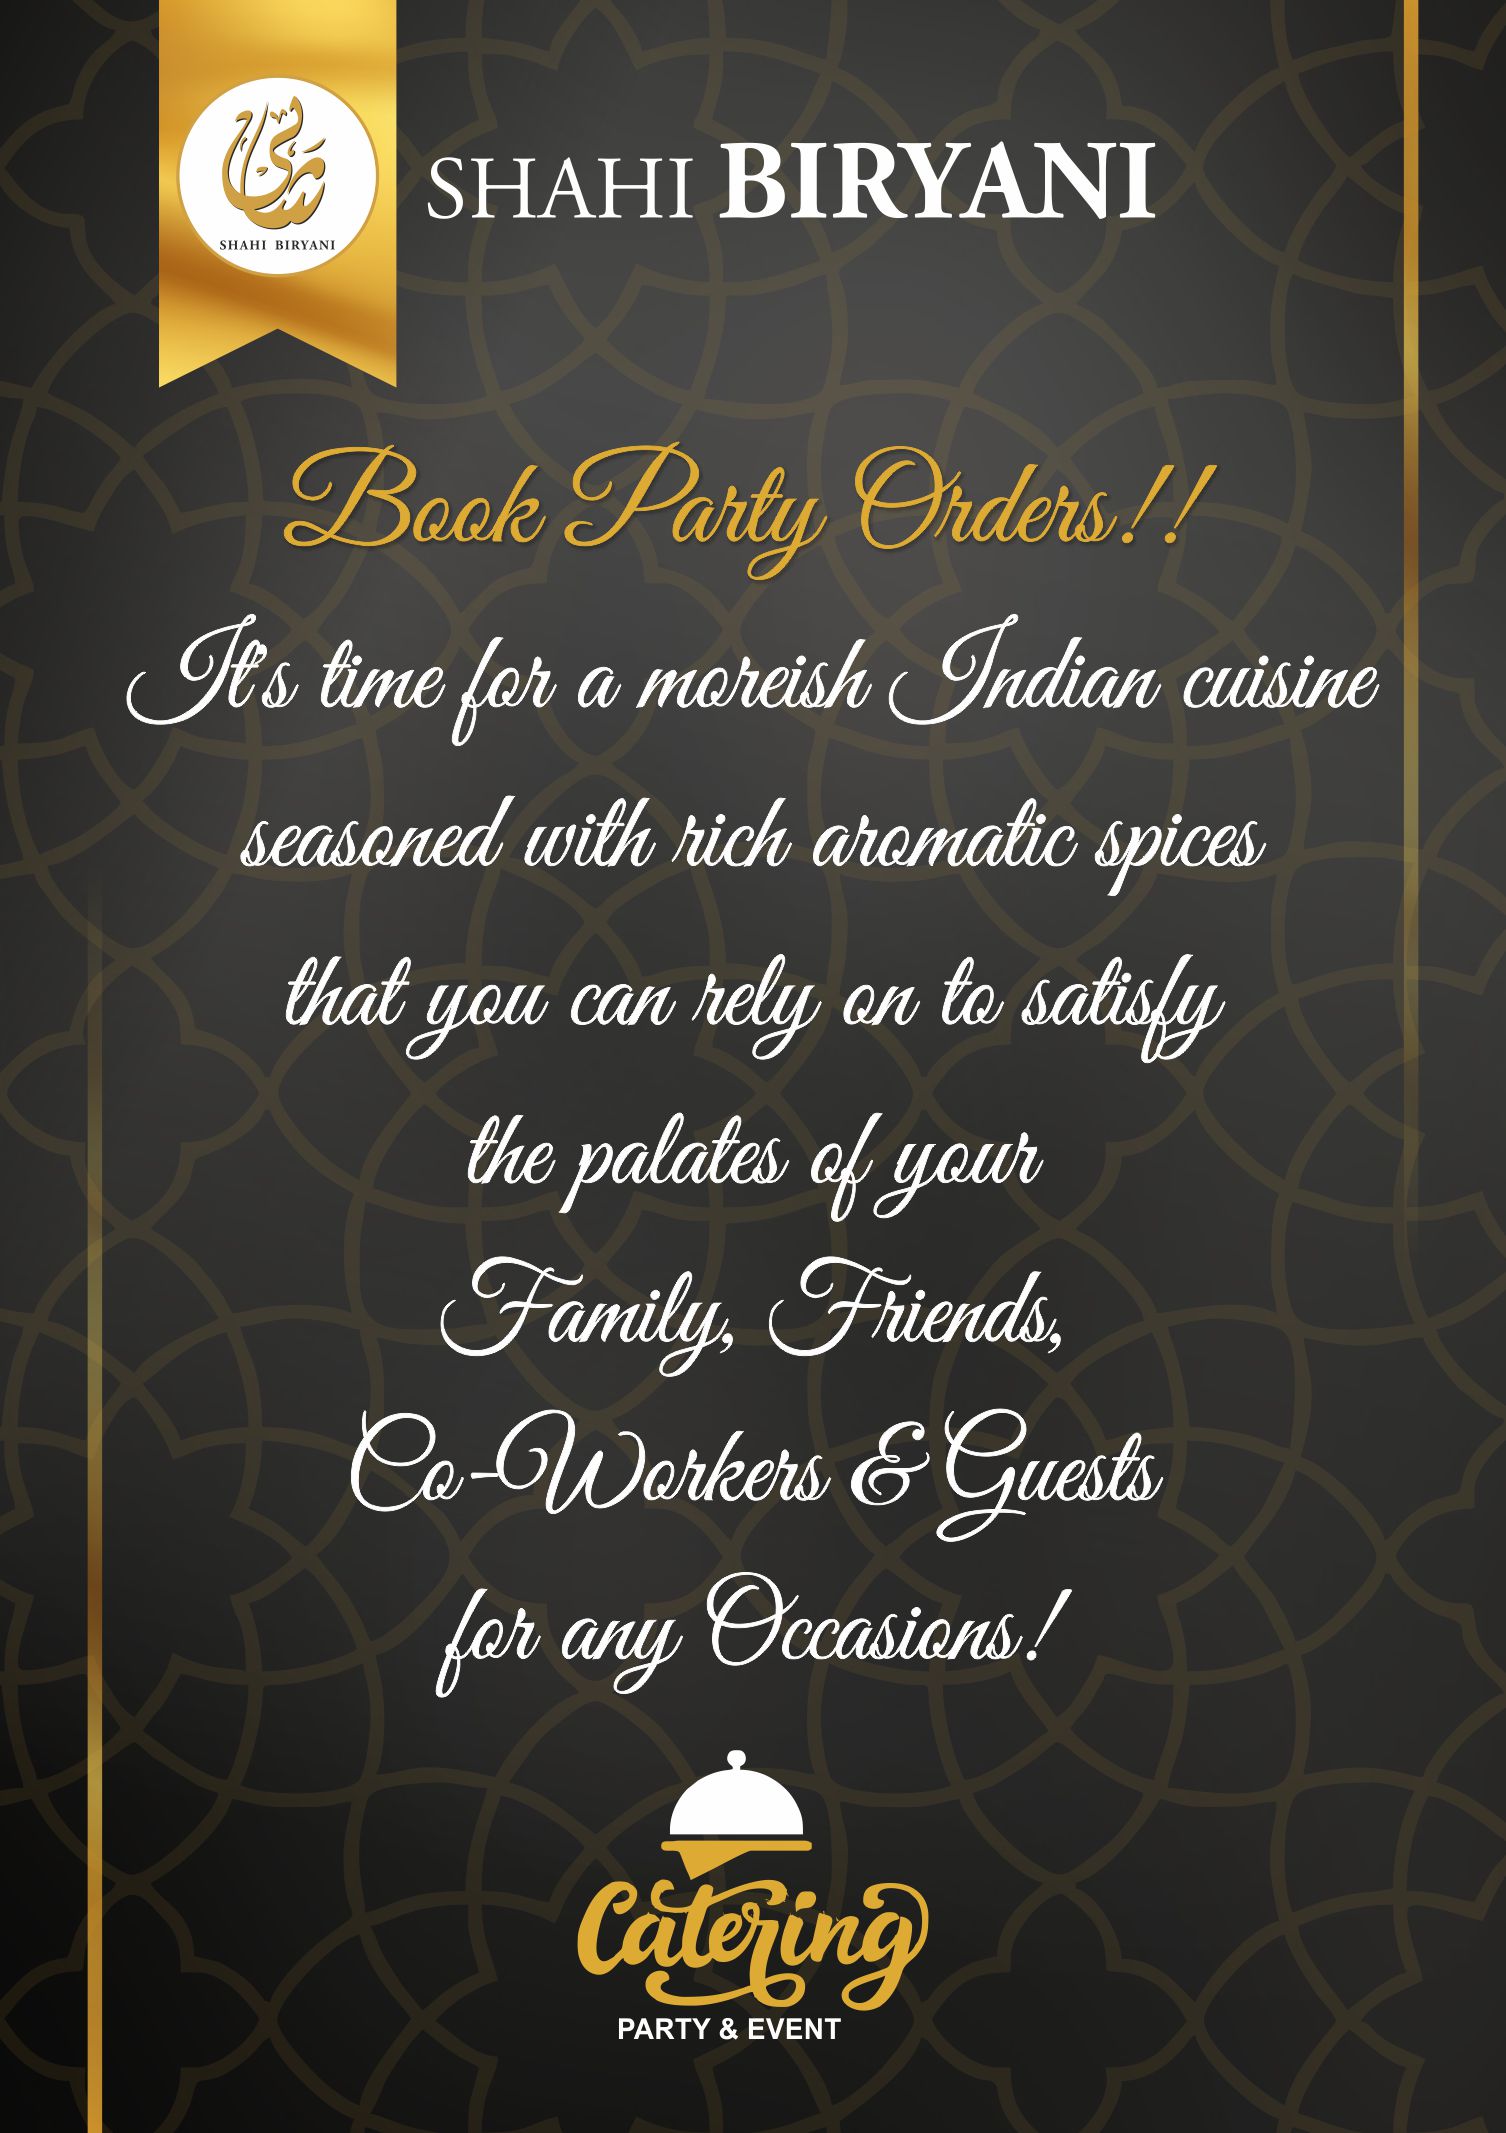 SHAHI BIRYANI
SHAHI BIRYANI
Book Party Orders!!
It's time for a moreish Indian cuisine
seasoned with rich aromatic spices
that you can rely on to satisfy
the palates of your
Family, Friends,
Co-Workers & Guests
for any Occasions!
Catering
PARTY & EVENT